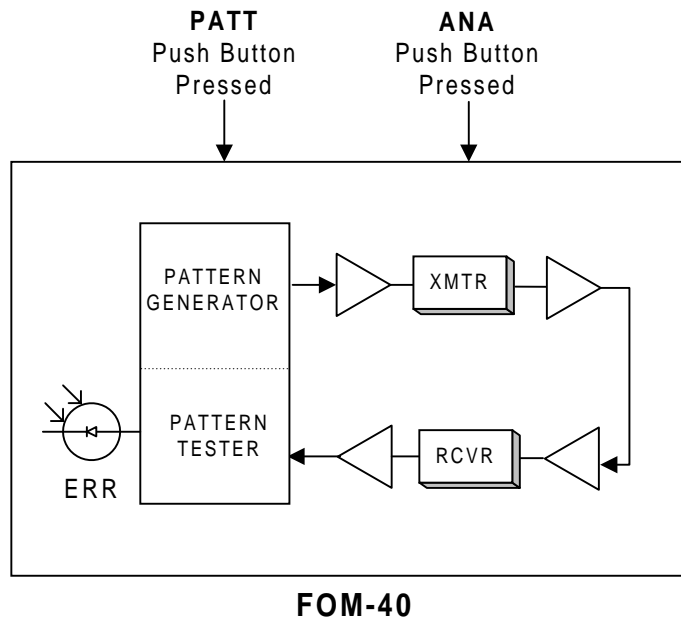 PATT
Push Button
Pressed
ANA
Push Button
Pressed
PATTERN
GENERATOR
XMTR
PATTERN
TESTER
RCVR
ERR
FOM-40